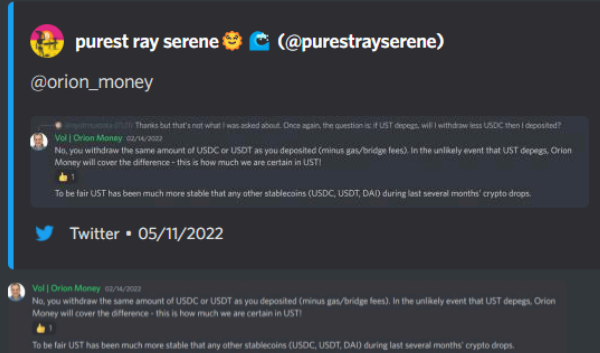 purest ray serene🌞 🌊 (@purestrayserene)
@orion_money
Thanks but that's not what I was asked about. Once again, the question is: if UST depegs, will I withdraw less USDC then I deposited?
Vol | Orion Money 02/14/2022
No, you withdraw the same amount of USDC or USDT as you deposited (minus gas/bridge fees). In the unlikely event that UST depegs, Orion
Money will cover the difference - this is how much we are certain in UST!
👍 1
To be fair UST has been much more stable that any other stablecoins (USDC, USDT, DAI) during last several months' crypto drops.
Twitter • 05/11/2022
Vol | Orion Money 02/14/2022
No, you withdraw the same amount of USDC or USDT as you deposited (minus gas/bridge fees). In the unlikely event that UST depegs, Orion
Money will cover the difference - this is how much we are certain in UST!
👍 1
To be fair UST has been much more stable that any other stablecoins (USDC, USDT, DAI) during last several months' crypto drops.